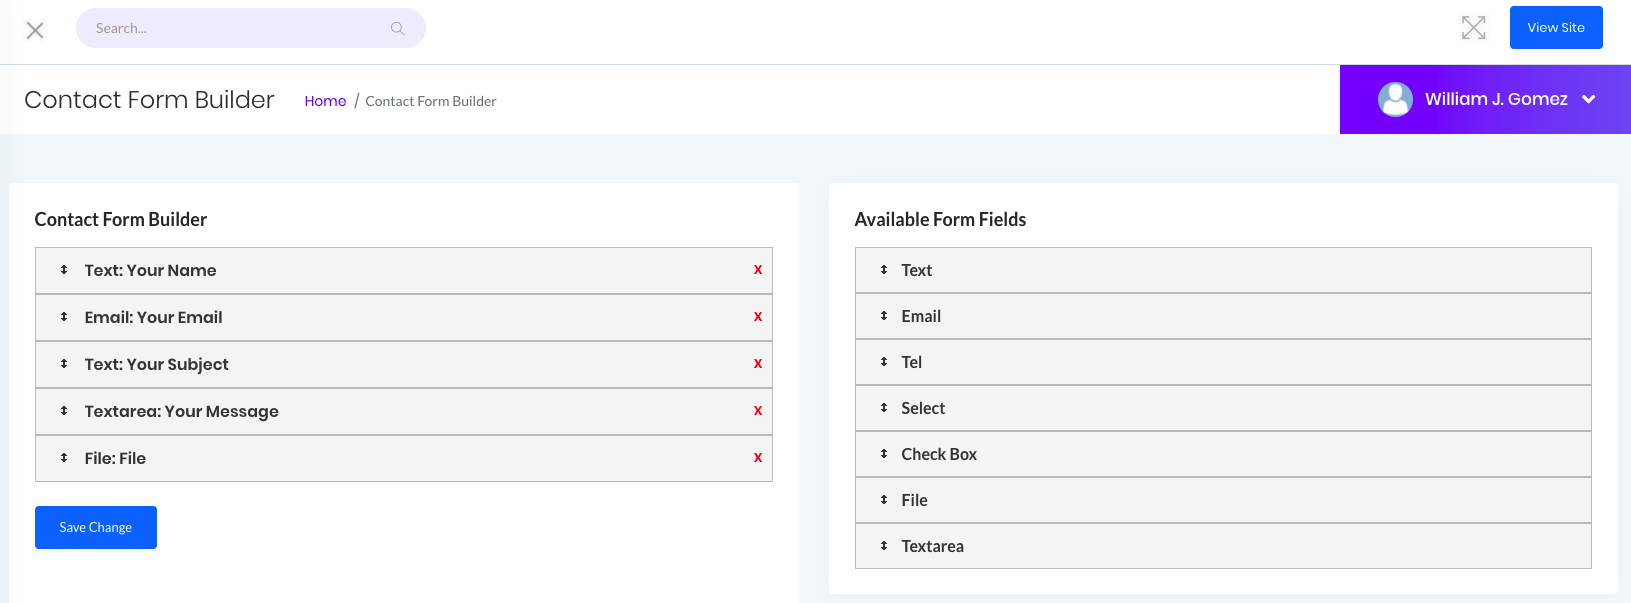 Search...
View Site
Contact Form Builder
Home / Contact Form Builder
William J. Gomez
Contact Form Builder
Text: Your Name
x
Email: Your Email
x
Text: Your Subject
x
Textarea: Your Message
x
File: File
x
Save Change
Available Form Fields
Text
Email
Tel
Select
Check Box
File
Textarea